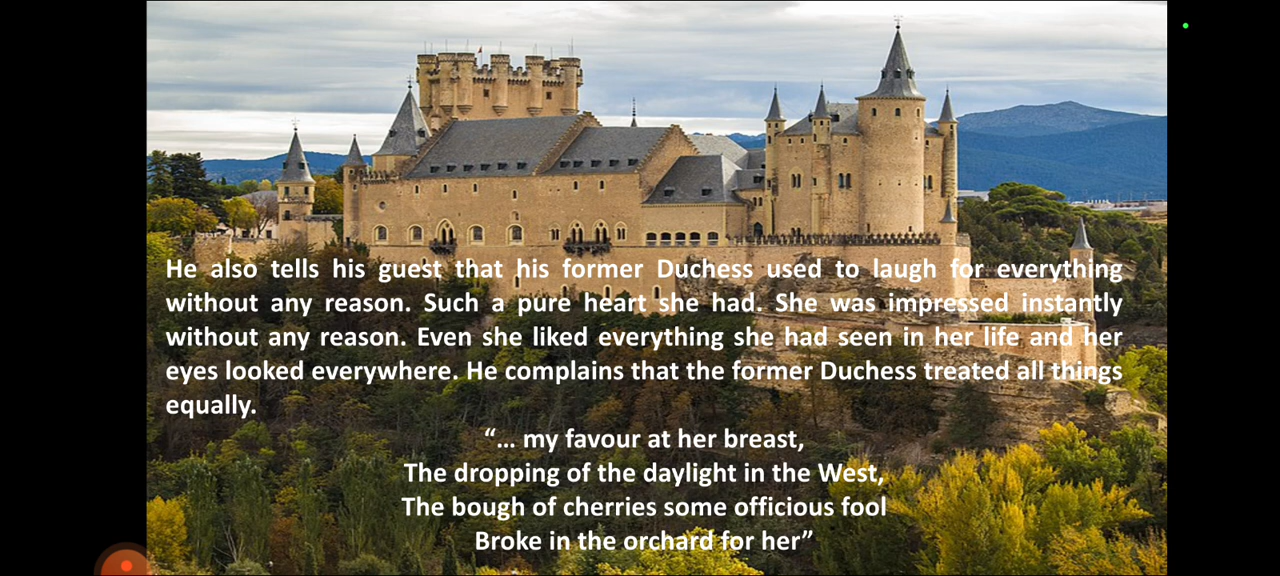 He also tells his guest that his former Duchess used to laugh for everything
without any reason. Such a pure heart she had. She was impressed instantly
without any reason. Even she liked everything she had seen in her life and her
eyes looked everywhere. He complains that the former Duchess treated all things
equally.
“... my favour at her breast,
The dropping of the daylight in the West,
The bough of cherries some officious fool
Broke in the orchard for her”